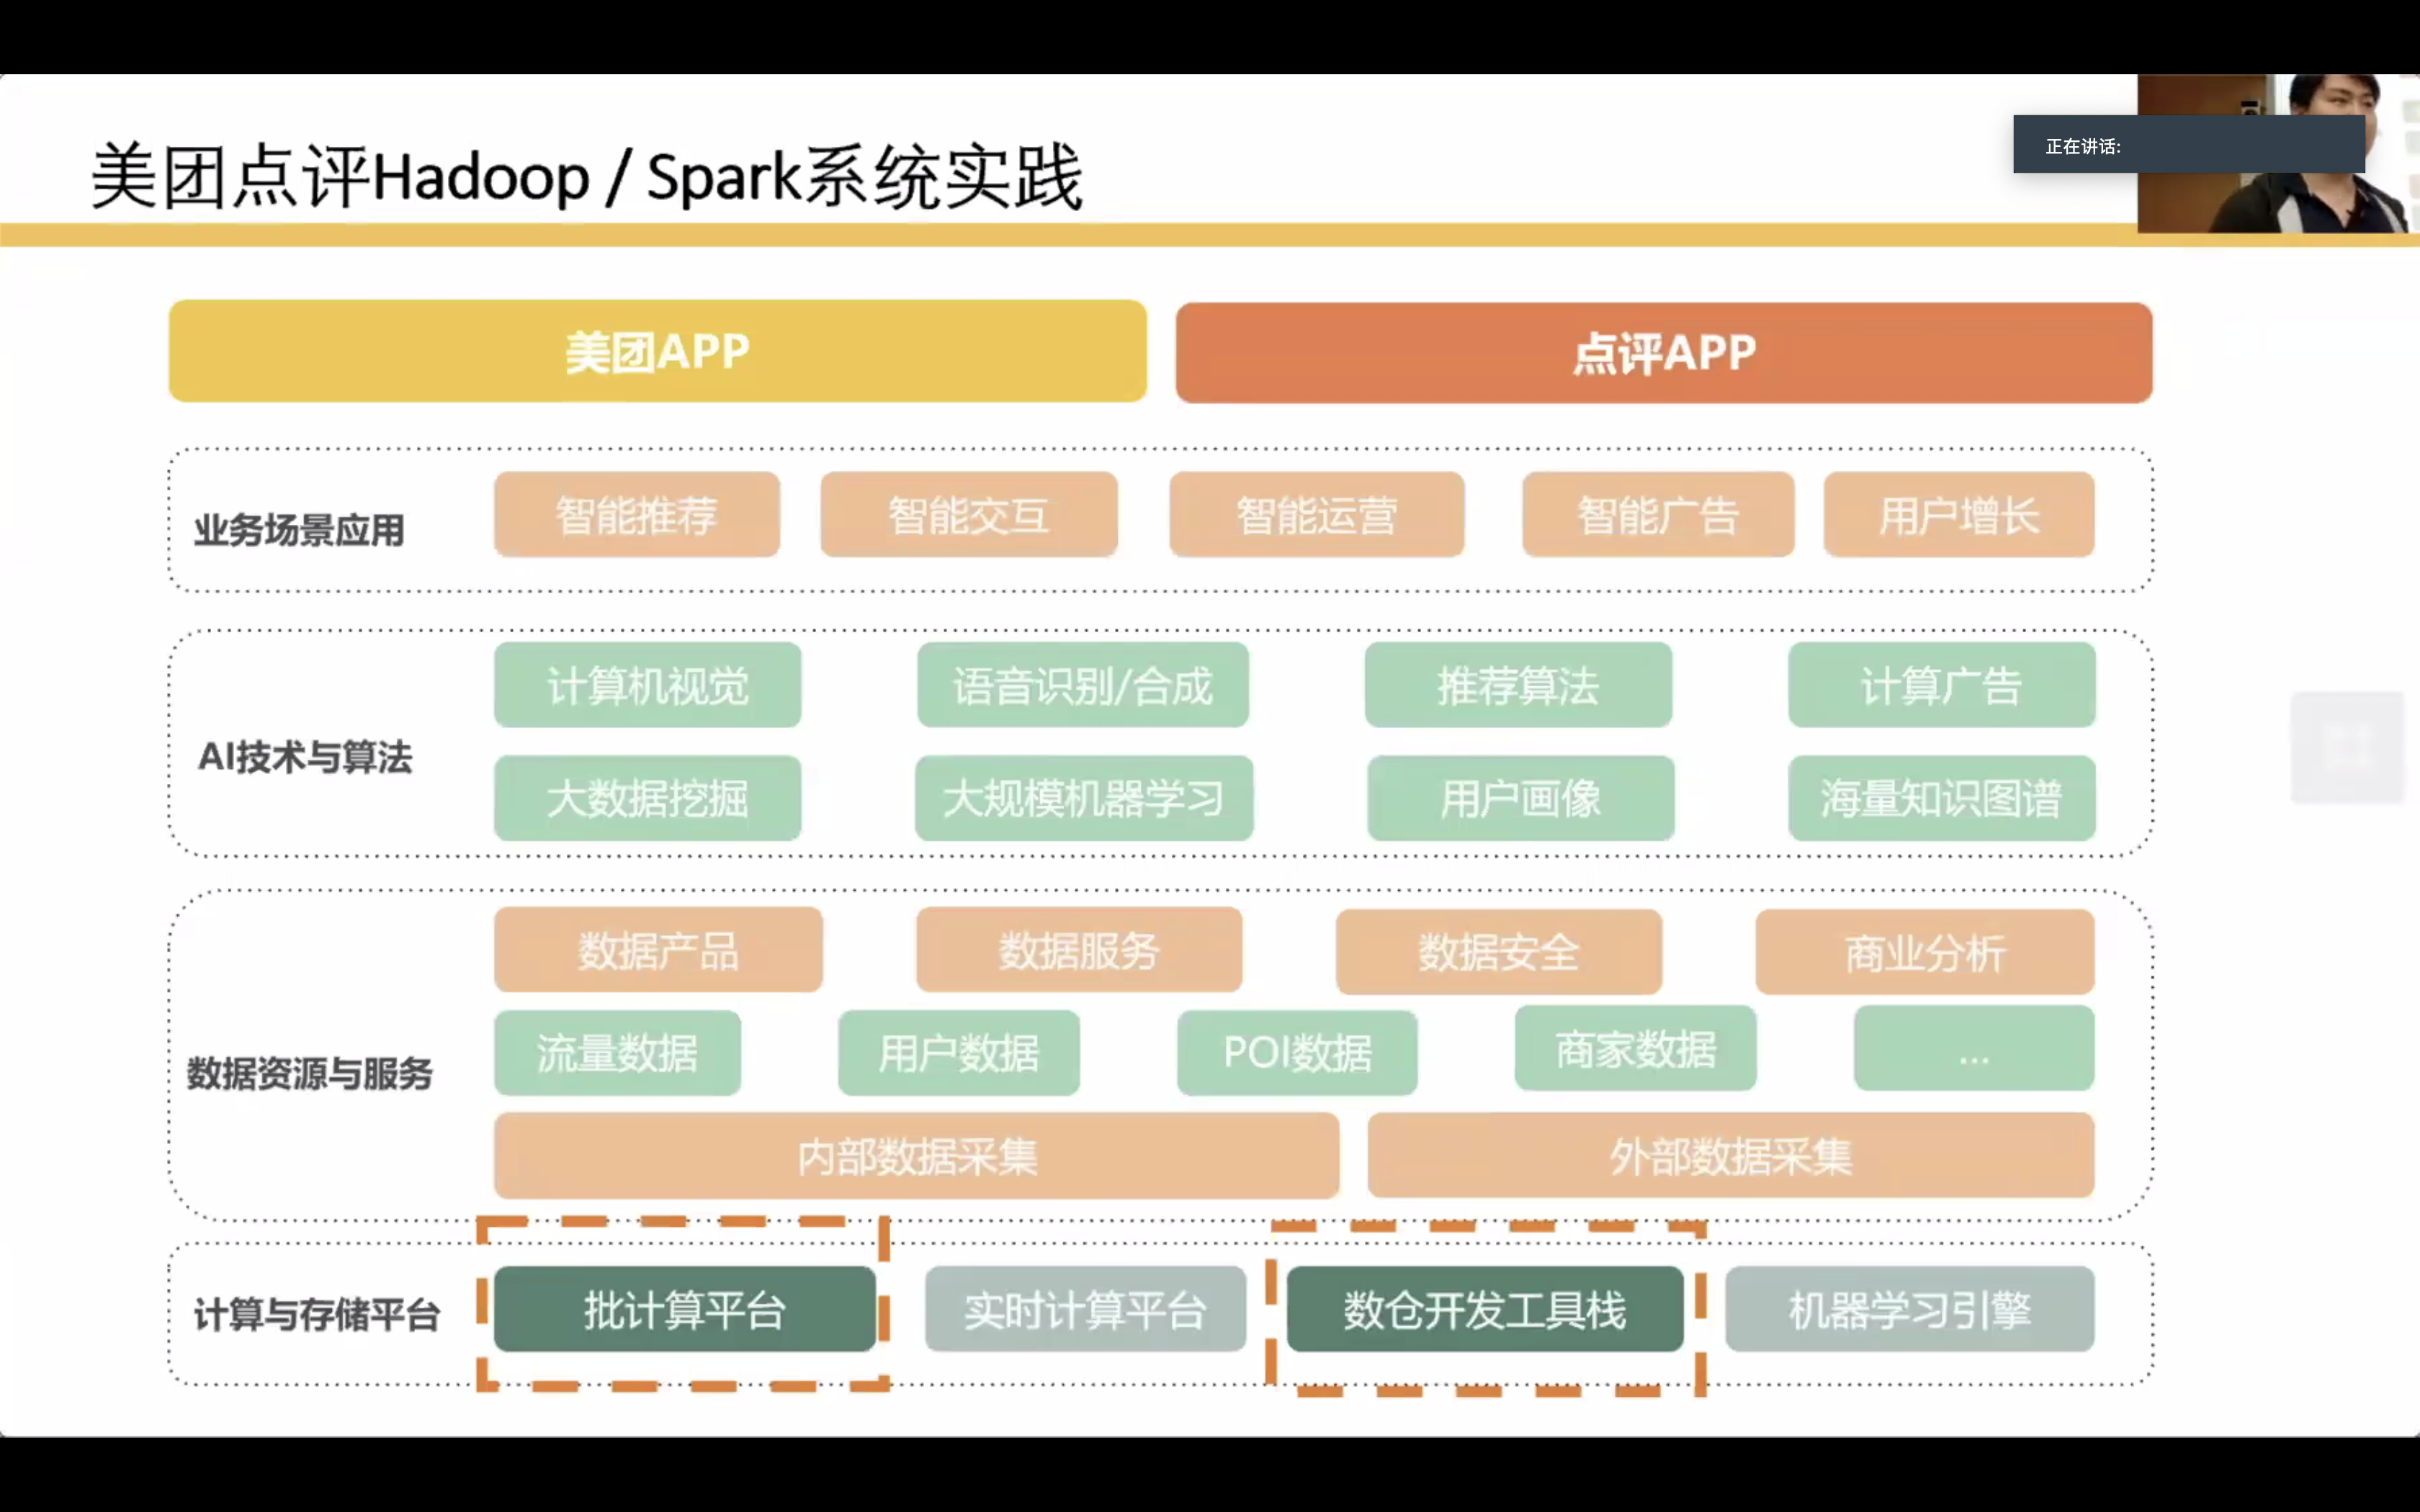 美团点评Hadoop / Spark系统实践
正在讲话:
美团APP
点评APP
业务场景应用
智能推荐
智能交互
智能运营
智能广告
用户增长
AI技术与算法
计算机视觉
语音识别/合成
推荐算法
计算广告
大数据挖掘
大规模机器学习
用户画像
海量知识图谱
数据资源与服务
数据产品
数据服务
数据安全
商业分析
流量数据
用户数据
POI数据
商家数据
...
内部数据采集
外部数据采集
计算与存储平台
批计算平台
实时计算平台
数仓开发工具栈
机器学习引擎